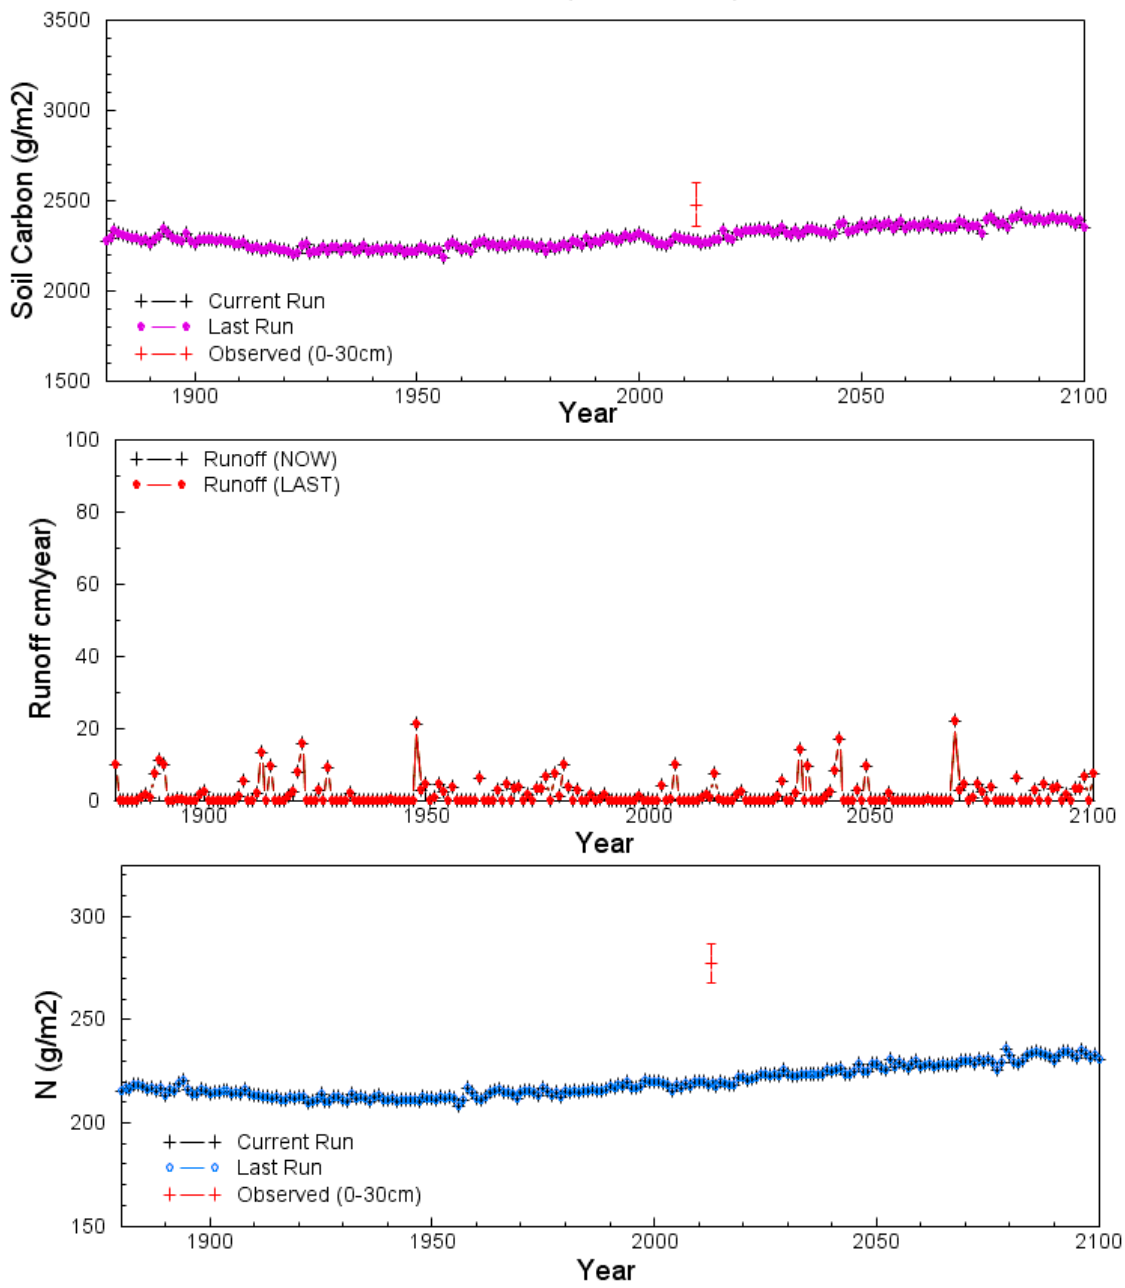 3500
3000
2500
2000
1500
Soil Carbon (g/m2)
Current Run
Last Run
Observed (0-30cm)
1900 1950 2000 2050 2100
Year
100
80
60
40
20
0
Runoff cm/year)
Runoff (NOW)
Runoff (LAST)
1900 1950 2000 2050 2100
Year
300
250
200
150
N (g/m2)
Current Run
Last Run
Observed (0-30cm)
1900 1950 2000 2050 2100
Year